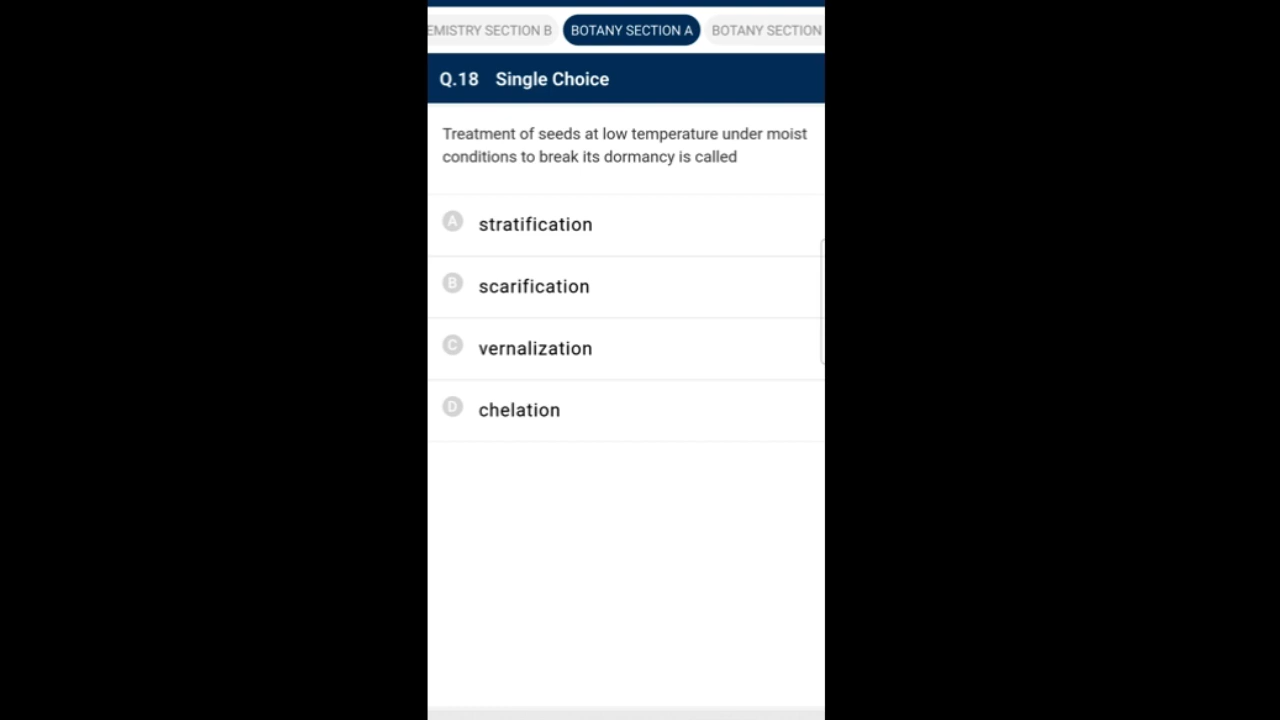 EMISTRY SECTION B BOTANY SECTION A BOTANY SECTION
Q.18 Single Choice
Treatment of seeds at low temperature under moist
conditions to break its dormancy is called
A stratification
B scarification
C vernalization
D chelation